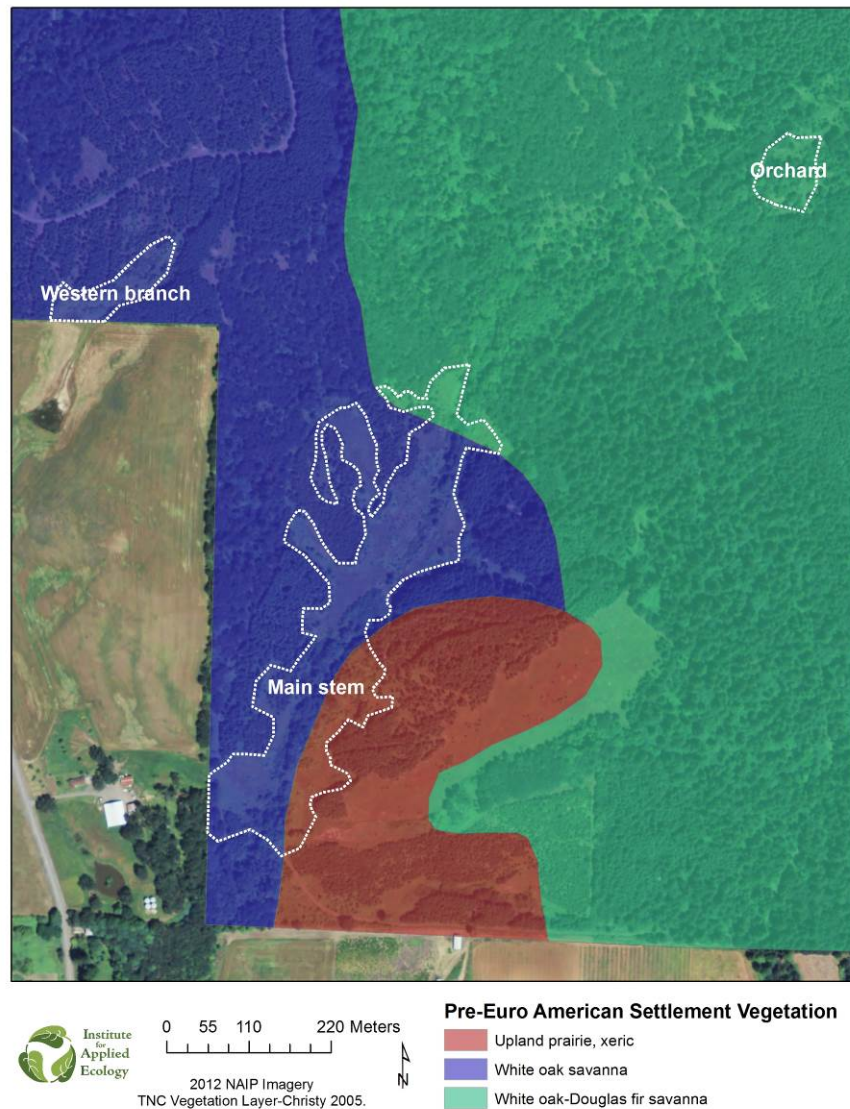 Orchard
Western branch
Main stem
Institute
for
Applied
Ecology
0 55 110 220 Meters
N
2012 NAIP Imagery
TNC Vegetation Layer-Christy 2005.
Pre-Euro American Settlement Vegetation
Upland prairie, xeric
White oak savanna
White oak-Douglas fir savanna